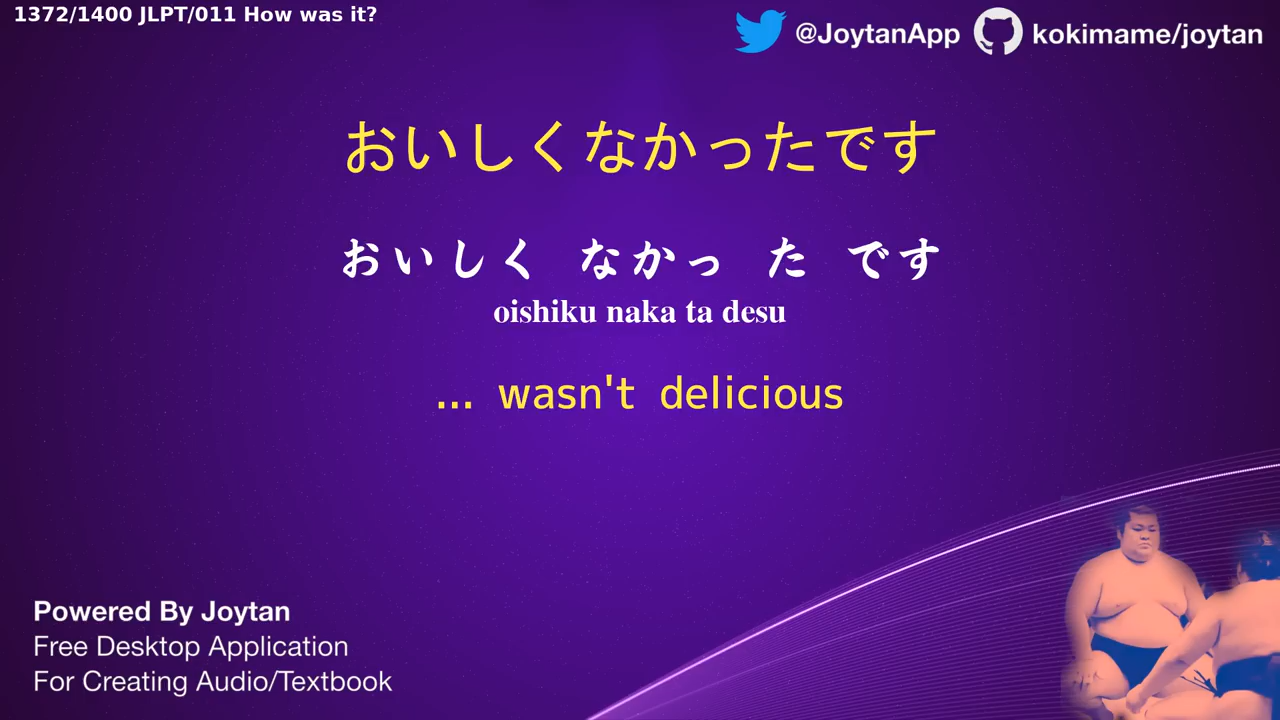 1372/1400 JLPT/011 How was it?
@JoytanApp kokimame/joytan
おいしくなかったです
おいしく なかっ た です
oishiku naka ta desu
... wasn't delicious
Powered By Joytan
Free Desktop Application
For Creating Audio/Textbook